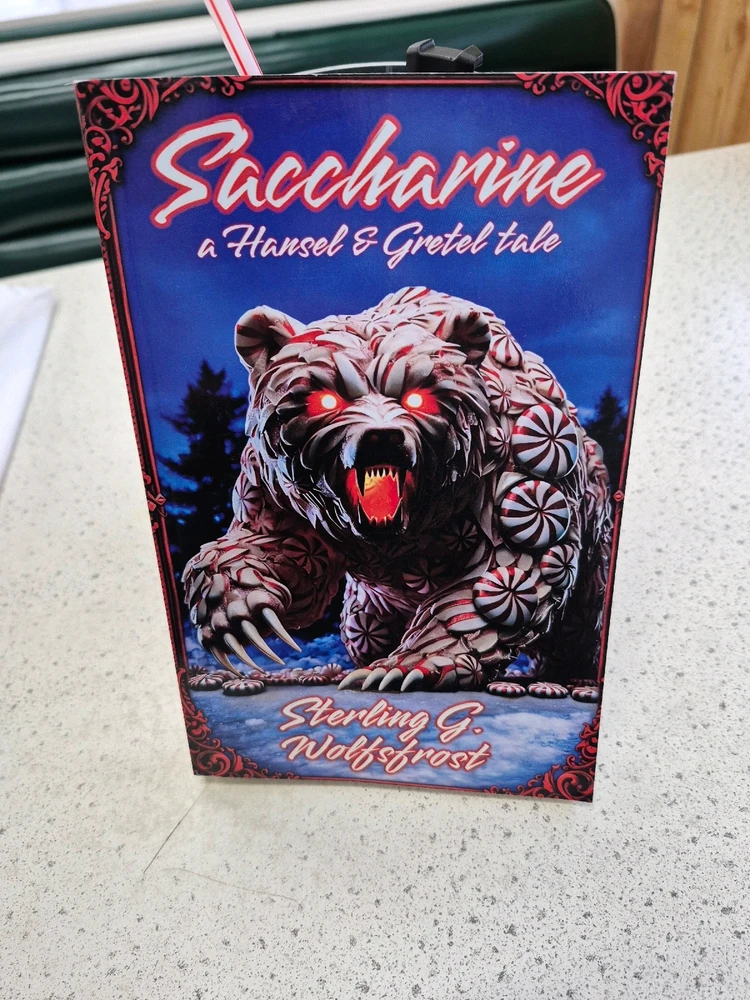 Saccharine
a Hansel & Gretel tale
Sterling G.
Wolfsfrost